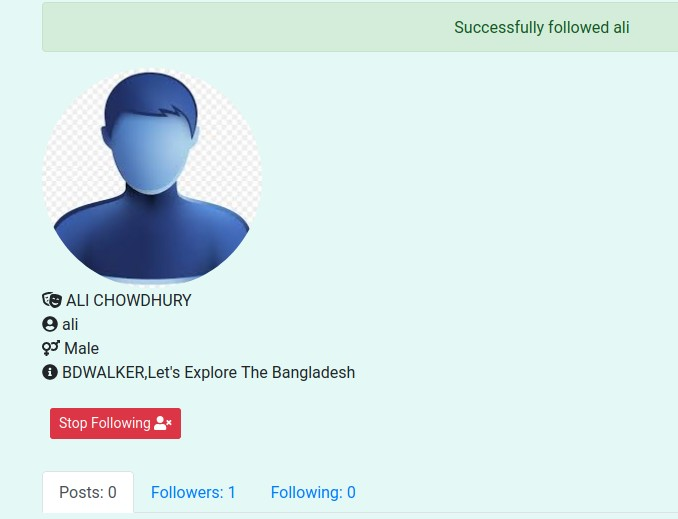 Successfully followed ali
ALI CHOWDHURY
ali
Male
BDWALKER,Let's Explore The Bangladesh
Stop Following
Posts: 0 Followers: 1 Following: 0